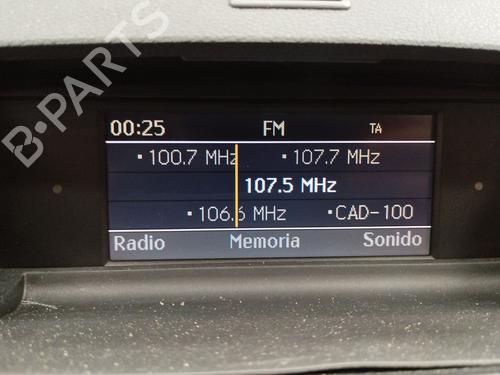 B-PARTS
00:25 FM TA
• 100.7 MHz • 107.7 MHz
107.5 MHz
• 106.6 MHz • CAD-100
Radio Memoria Sonido